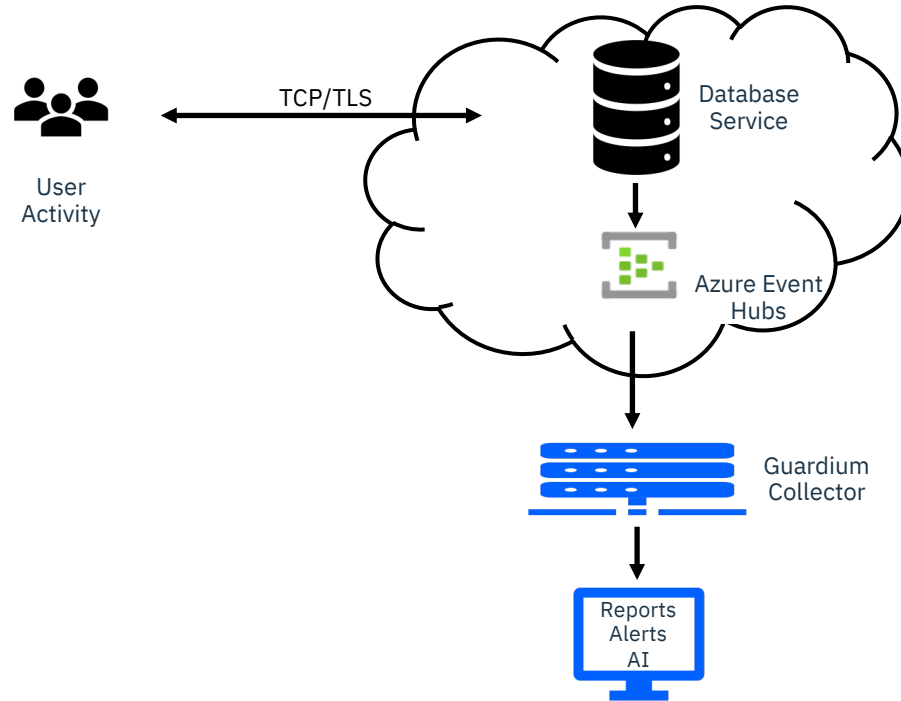 TCP/TLS
Database
Service
User
Activity
Azure Event
Hubs
Guardium
Collector
Reports
Alerts
AI